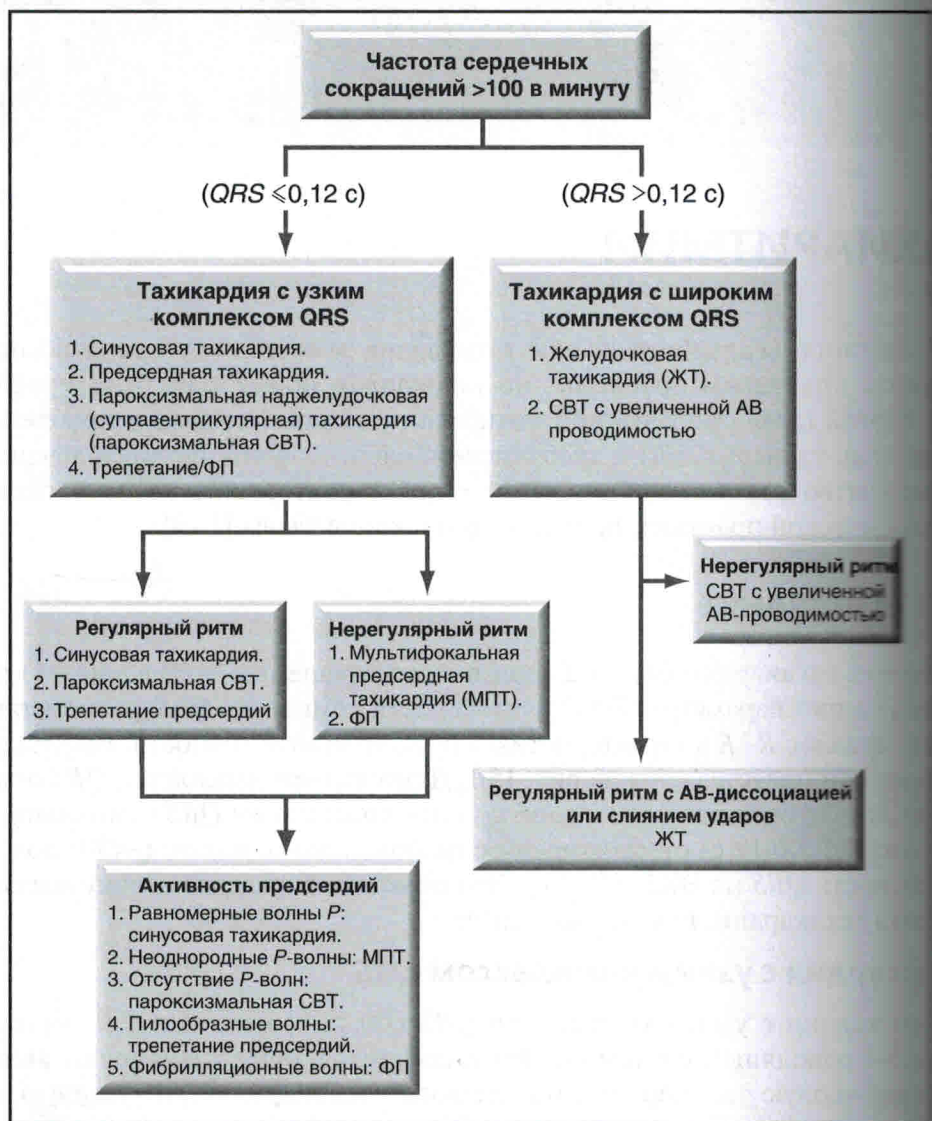 Частота сердечных
сокращений >100 в минуту
(QRS ≤0,12 с)
(QRS >0,12 с)
Тахикардия с узким
комплексом QRS
1. Синусовая тахикардия.
2. Предсердная тахикардия.
3. Пароксизмальная наджелудочковая
(суправентрикулярная) тахикардия
(пароксизмальная СВТ).
4. Трепетание/ФП
Тахикардия с широким
комплексом QRS
1. Желудочковая
тахикардия (ЖТ).
2. СВТ с увеличенной АВ
проводимостью
Нерегулярный ритм
СВТ с увеличенной
АВ-проводимостью
Регулярный ритм
1. Синусовая тахикардия.
2. Пароксизмальная СВТ.
3. Трепетание предсердий
Нерегулярный ритм
1. Мультифокальная
предсердная
тахикардия (МПТ).
2. ФП
Регулярный ритм с АВ-диссоциацией
или слиянием ударов
ЖТ
Активность предсердий
1. Равномерные волны P:
синусовая тахикардия.
2. Неоднородные P-волны: МПТ.
3. Отсутствие P-волн:
пароксизмальная СВТ.
4. Пилообразные волны:
трепетание предсердий.
5. Фибрилляционные волны: ФП